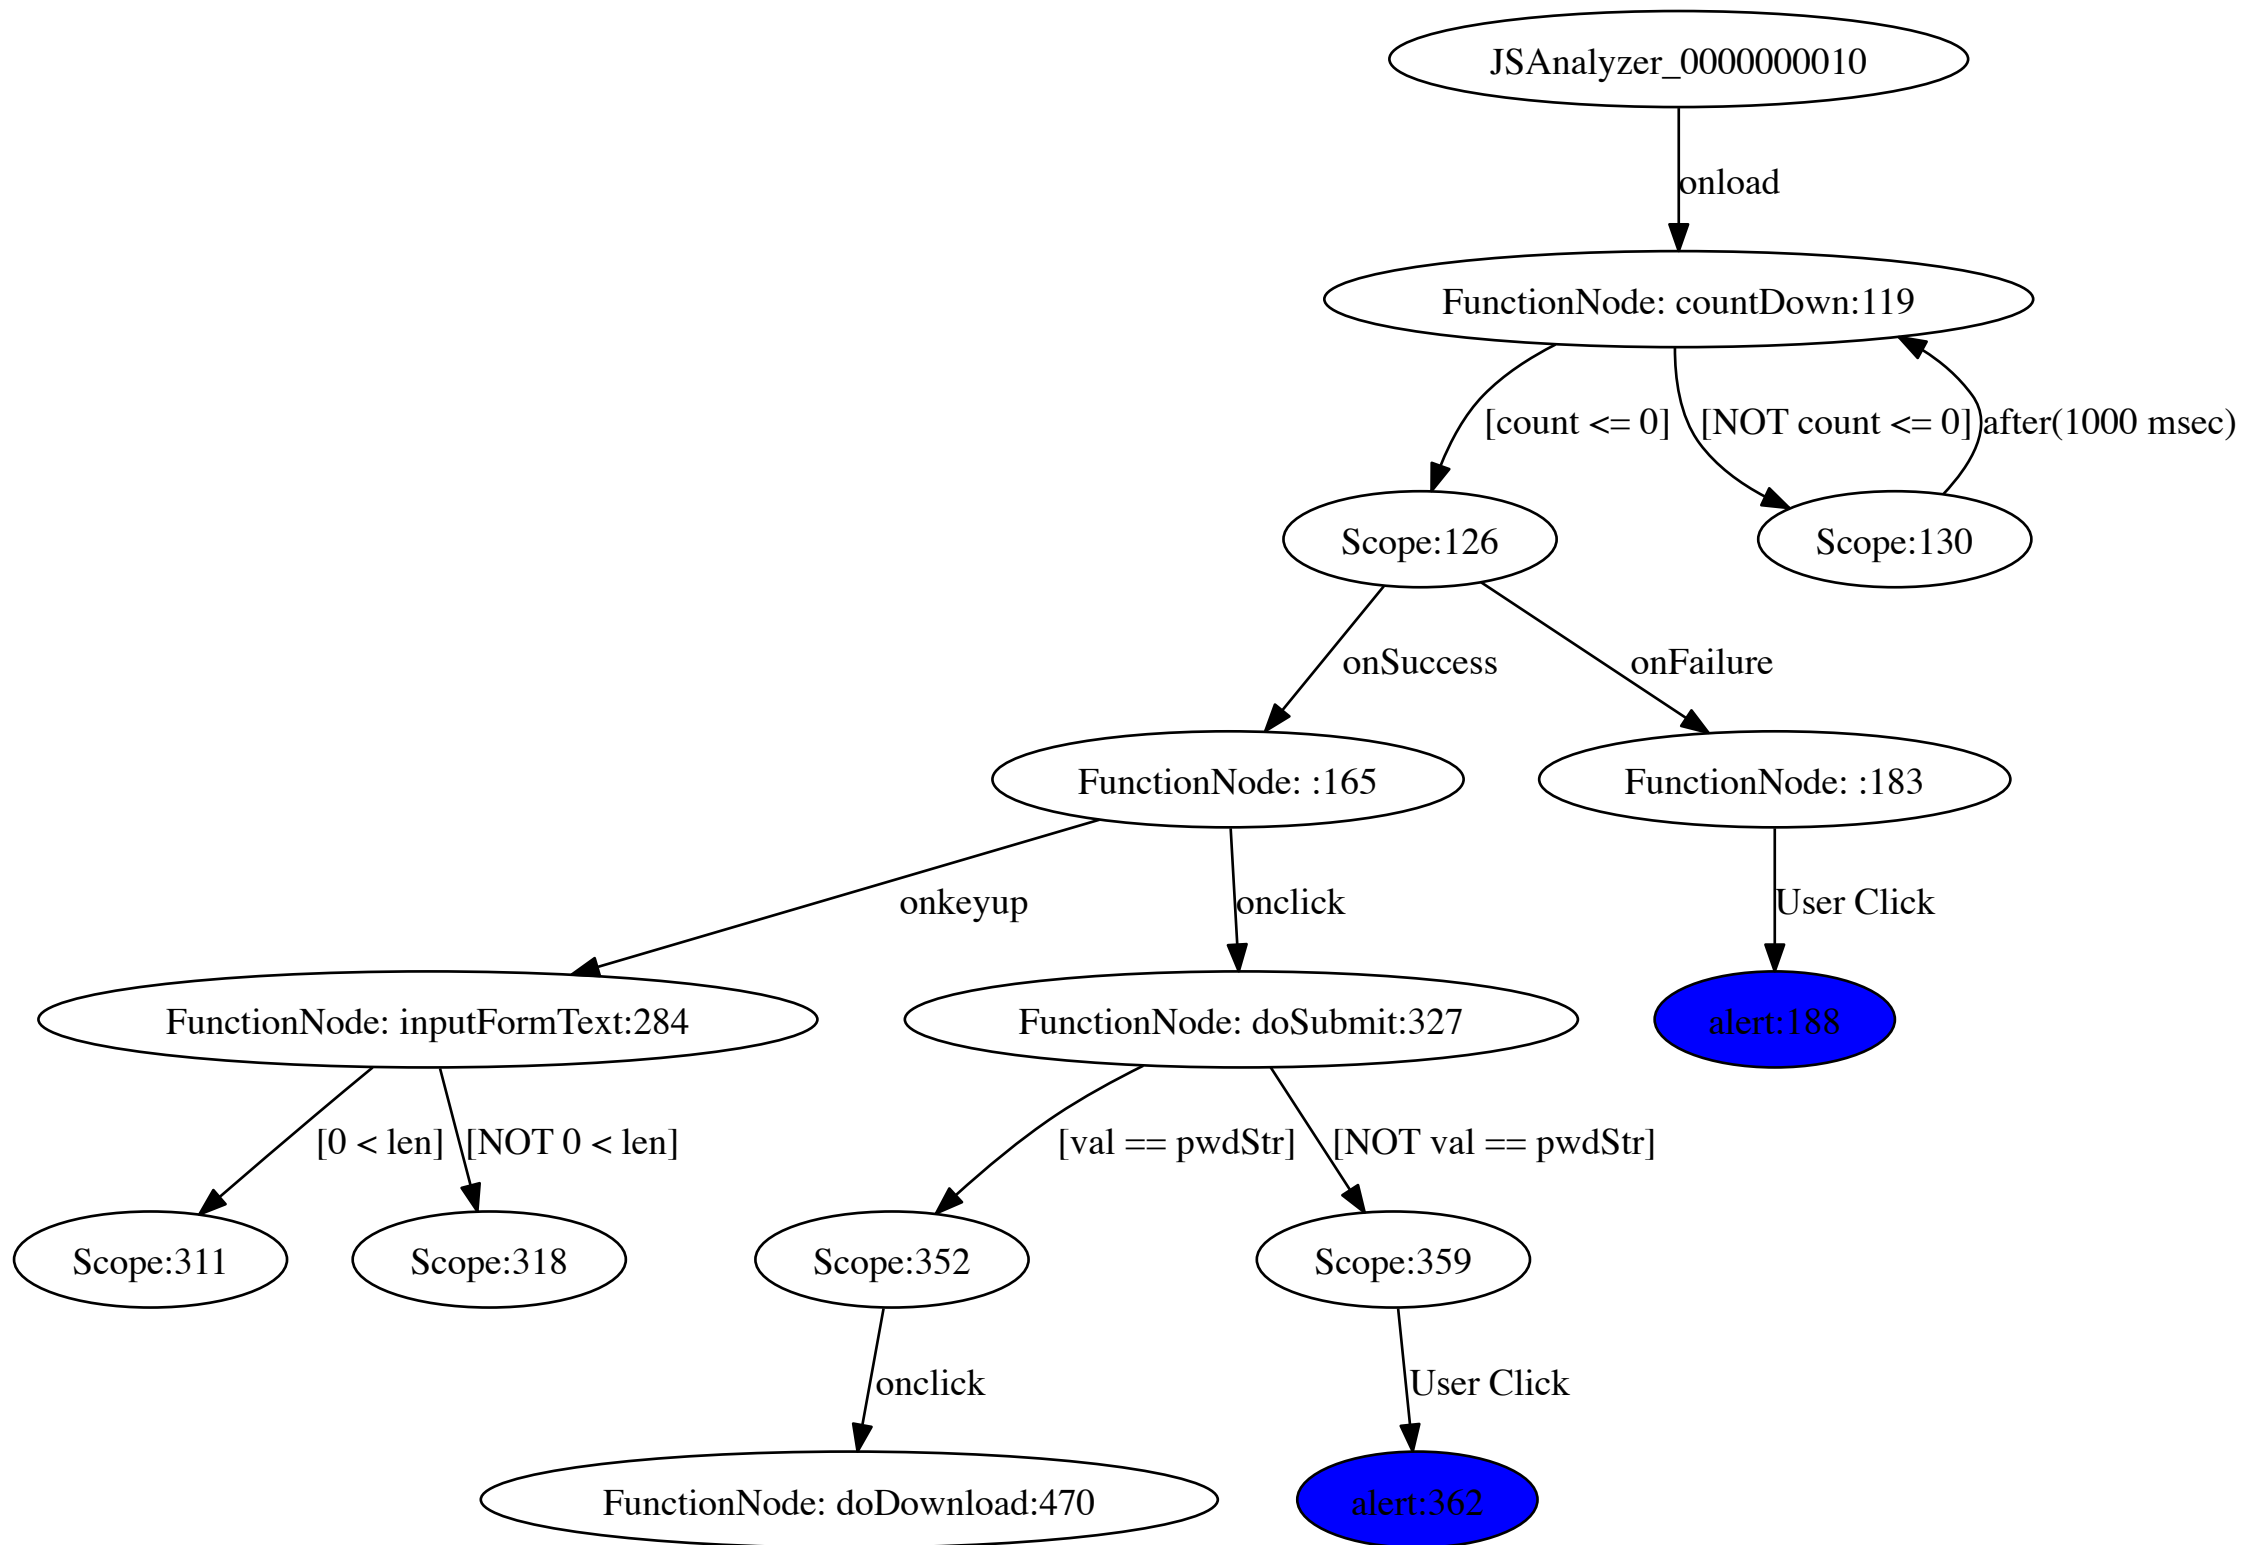 JSAnalyzer_0000000010
onload
FunctionNode: countDown:119
[count <= 0]
[NOT count <= 0]
after(1000 msec)
Scope:126
Scope:130
onSuccess
onFailure
FunctionNode: :165
FunctionNode: :183
onkeyup
onclick
User Click
FunctionNode: inputFormText:284
FunctionNode: doSubmit:327
alert:188
[0 < len]
[NOT 0 < len]
[val == pwdStr]
[NOT val == pwdStr]
Scope:311
Scope:318
Scope:352
Scope:359
onclick
User Click
FunctionNode: doDownload:470
alert:362